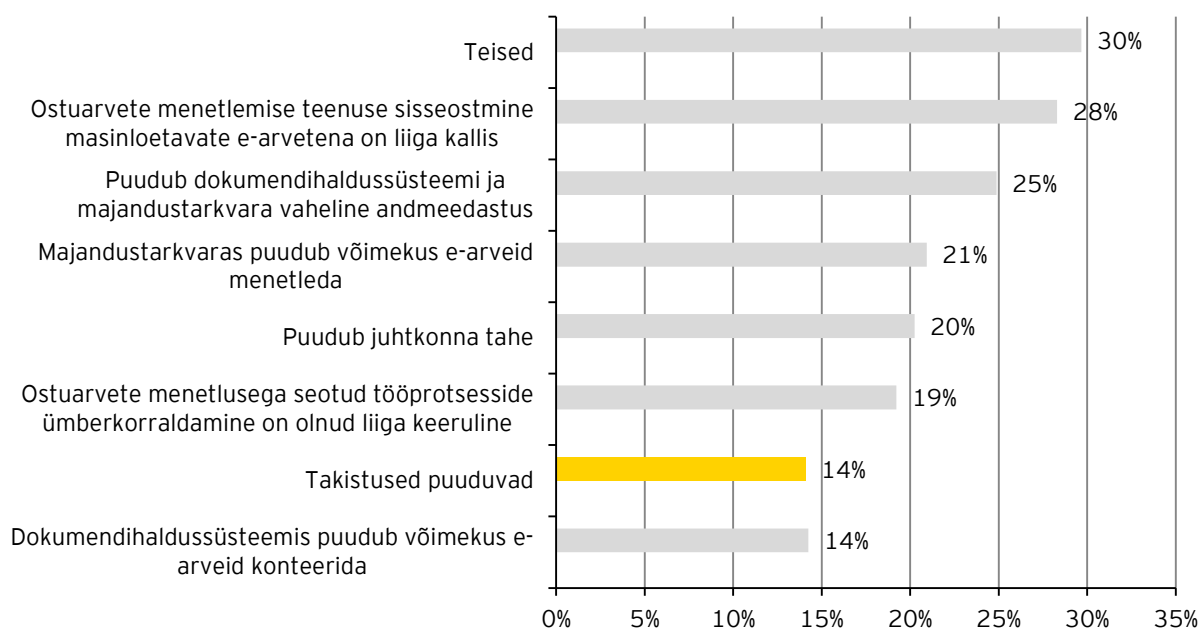 Teised
30%
Ostuarvete menetlemise teenuse sisseostmine
masinloetavate e-arvetena on liiga kallis
28%
Puudub dokumendihaldussüsteemi ja
majandustarkvara vaheline andmeedastus
25%
Majandustarkvaras puudub võimekus e-arveid
menetleda
21%
Puudub juhtkonna tahe
20%
Ostuarvete menetlusega seotud tööprotsesside
ümberkorraldamine on olnud liiga keeruline
19%
Takistused puuduvad
14%
Dokumendihaldussüsteemis puudub võimekus e-
arveid konteerida
14%
0% 5% 10% 15% 20% 25% 30% 35%